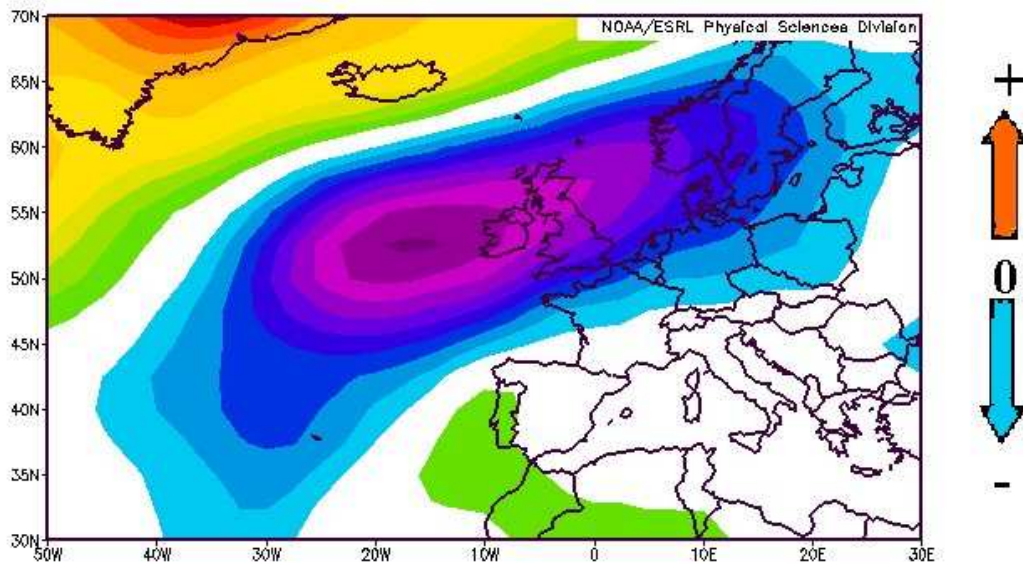 NOAA/ESRL Physical Sciences Division
70N
65N
60N
55N
50N
45N
40N
35N
30N
50W 40W 30W 20W 10W 0 10E 20E 30E
+
0
-